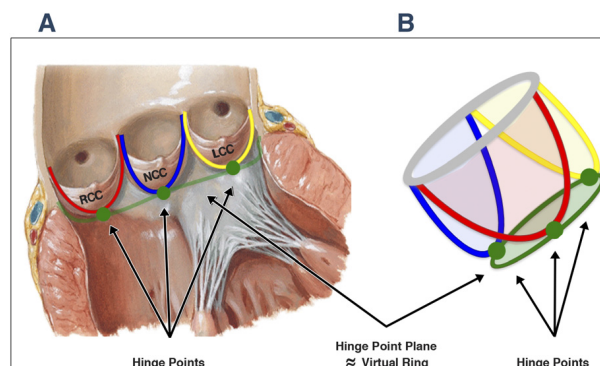 A
B
RCC
NCC
LCC
Hinge Points
Hinge Point Plane
≈ Virtual Ring
Hinge Points